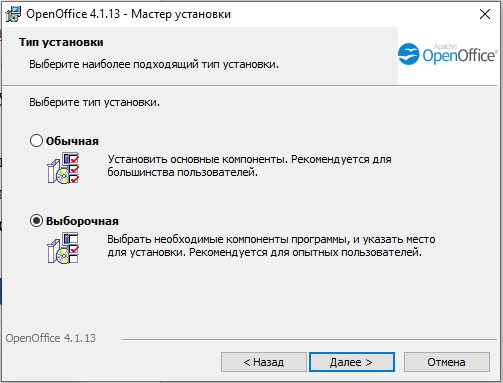 OpenOffice 4.1.13 - Мастер установки
Тип установки
Выберите наиболее подходящий тип установки.
Apache
OpenOffice
Выберите тип установки.
Обычная
Установить основные компоненты. Рекомендуется для
большинства пользователей.
Выборочная
Выбрать необходимые компоненты программы, и указать место
для установки. Рекомендуется для опытных пользователей.
OpenOffice 4.1.13
< Назад
Далее >
Отмена